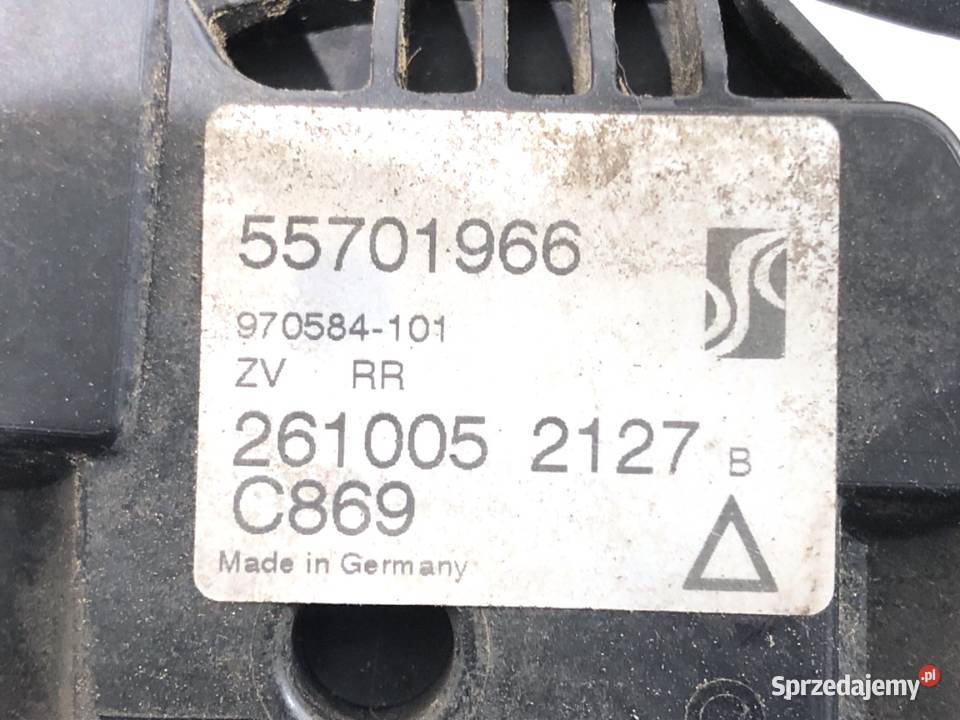 55701966
970584-101
ZV RR
261005 2127 B
C869
Made in Germany
Sprzedajemy.pl